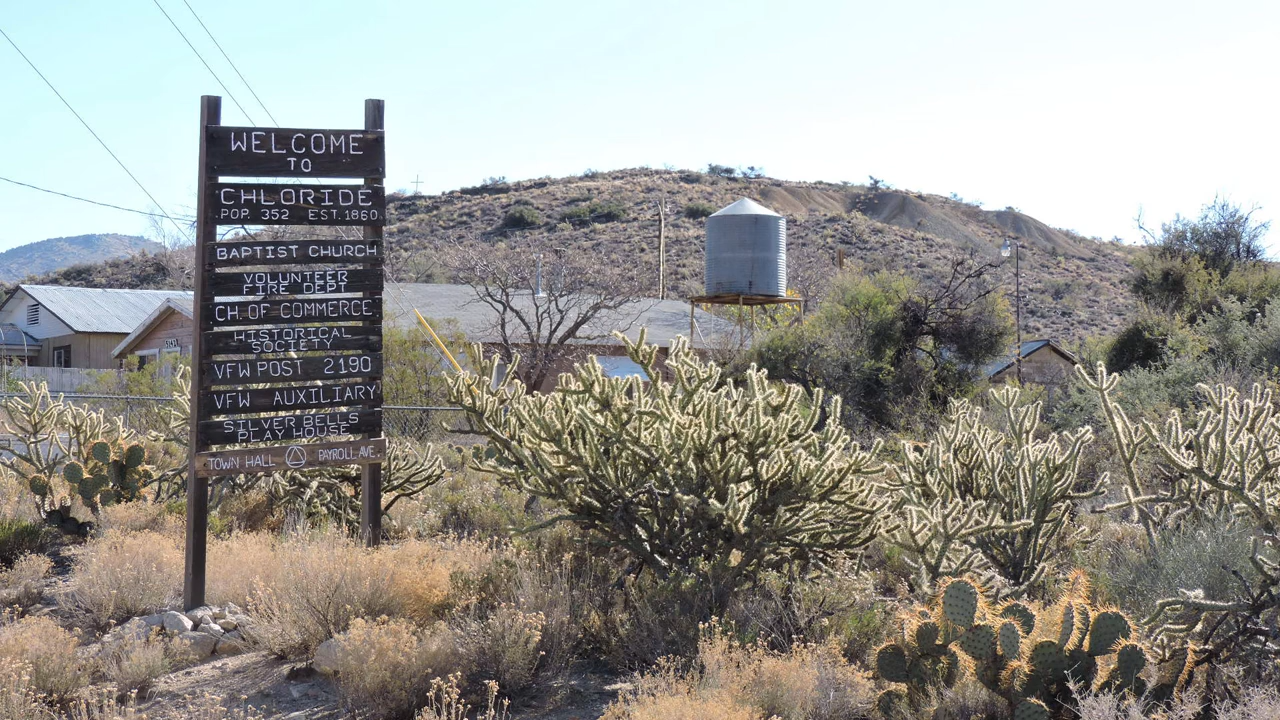 WELCOME
TO
CHLORIDE
POP. 352 EST. 1860
BAPTIST CHURCH
VOLUNTEER
FIRE DEPT
CH. OF COMMERCE
HISTORICAL
SOCIETY
VFW POST 2190
VFW AUXILIARY
SILVER BELLS
PLAY HOUSE
TOWN HALL PAYROLL AVE.